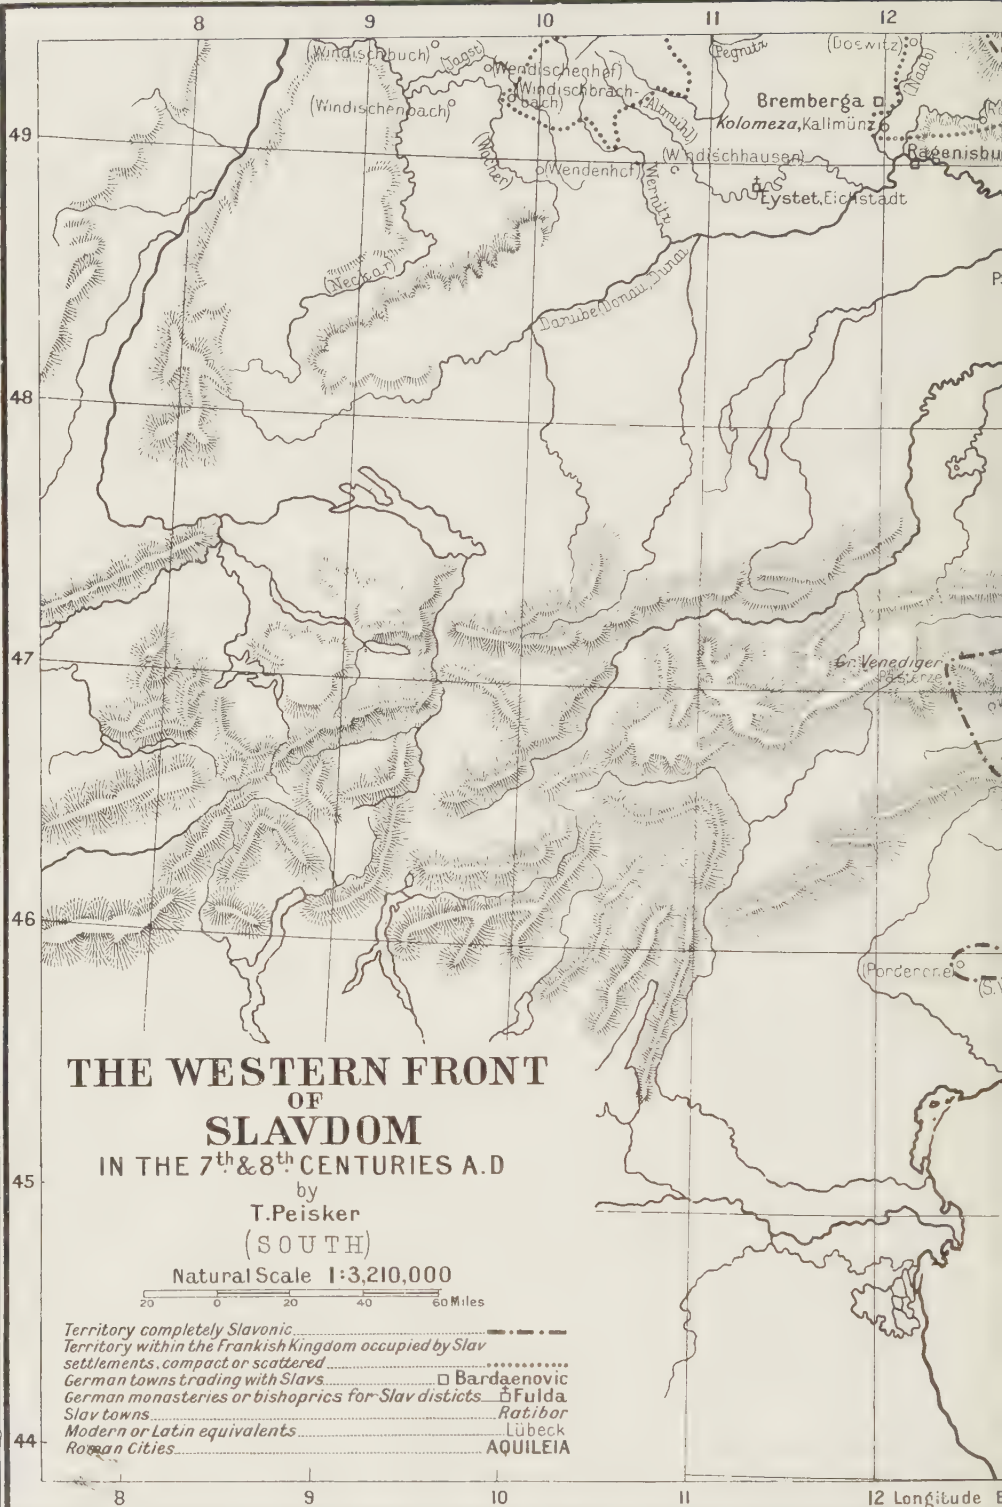 8 9 10 11 12
(Windischbuch)
(Jagst)
(Wendischenhof)
(Pegnitz
(Naab)
(Windischbrach-
bach)
(Windischenbach)
(Altmühl)
Bremberga
Kolomeza, Kallmünz
49
(Windischhausen)
Ragenisbu
(Wendenhof)
Wernitz
Eystet, Eichstadt
(Neckar)
Danube (Donau, Dunai
P
48
47
Gr. Venediger
Pasterze
46
(Pordenone)
(S.V
THE WESTERN FRONT
OF
SLAVDOM
IN THE 7th & 8th CENTURIES A.D
by
T. Peisker
(SOUTH)
Natural Scale 1:3,210,000
20 0 20 40 60 Miles
45
Territory completely Slavonic
Territory within the Frankish Kingdom occupied by Slav
settlements, compact or scattered
German towns trading with Slavs Bardaenovic
German monasteries or bishoprics for Slav disticts Fulda
Slav towns Ratibor
Modern or Latin equivalents Lübeck
Roman Cities AQUILEIA
44
8 9 10 11 12 Longitude E